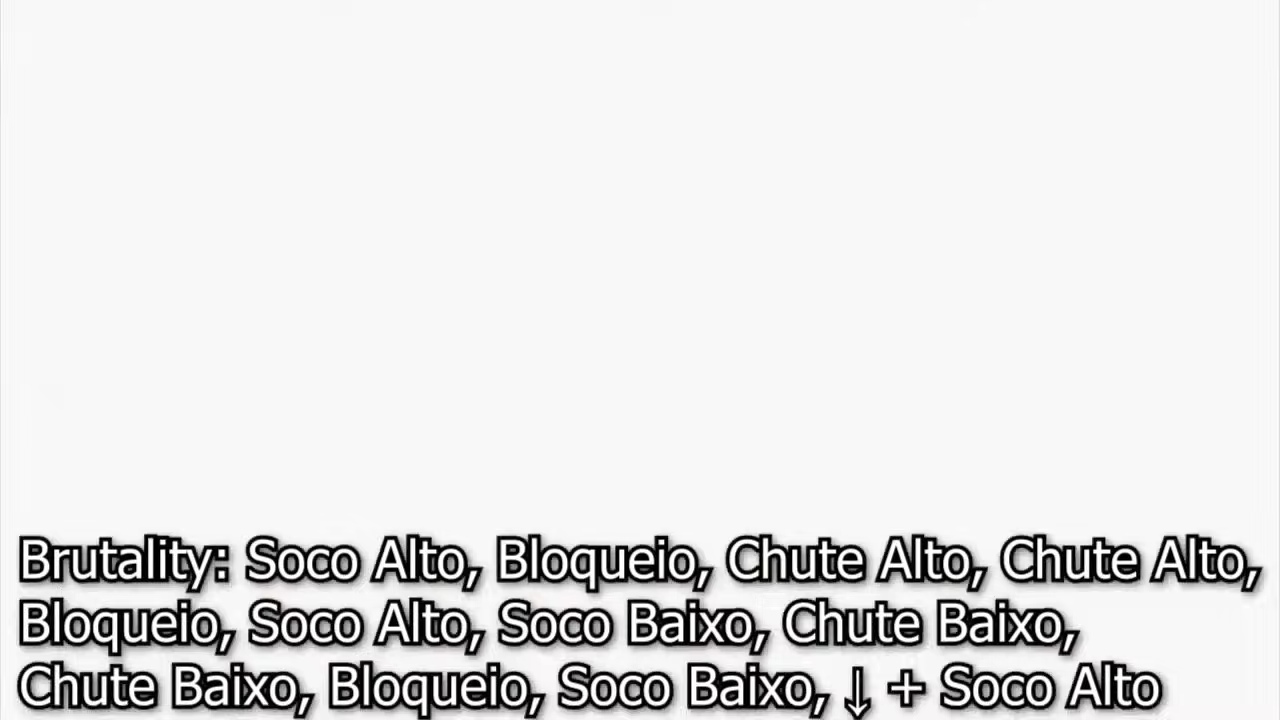 Brutality: Soco Alto, Bloqueio, Chute Alto, Chute Alto,
Bloqueio, Soco Alto, Soco Baixo, Chute Baixo,
Chute Baixo, Bloqueio, Soco Baixo, ↓ + Soco Alto